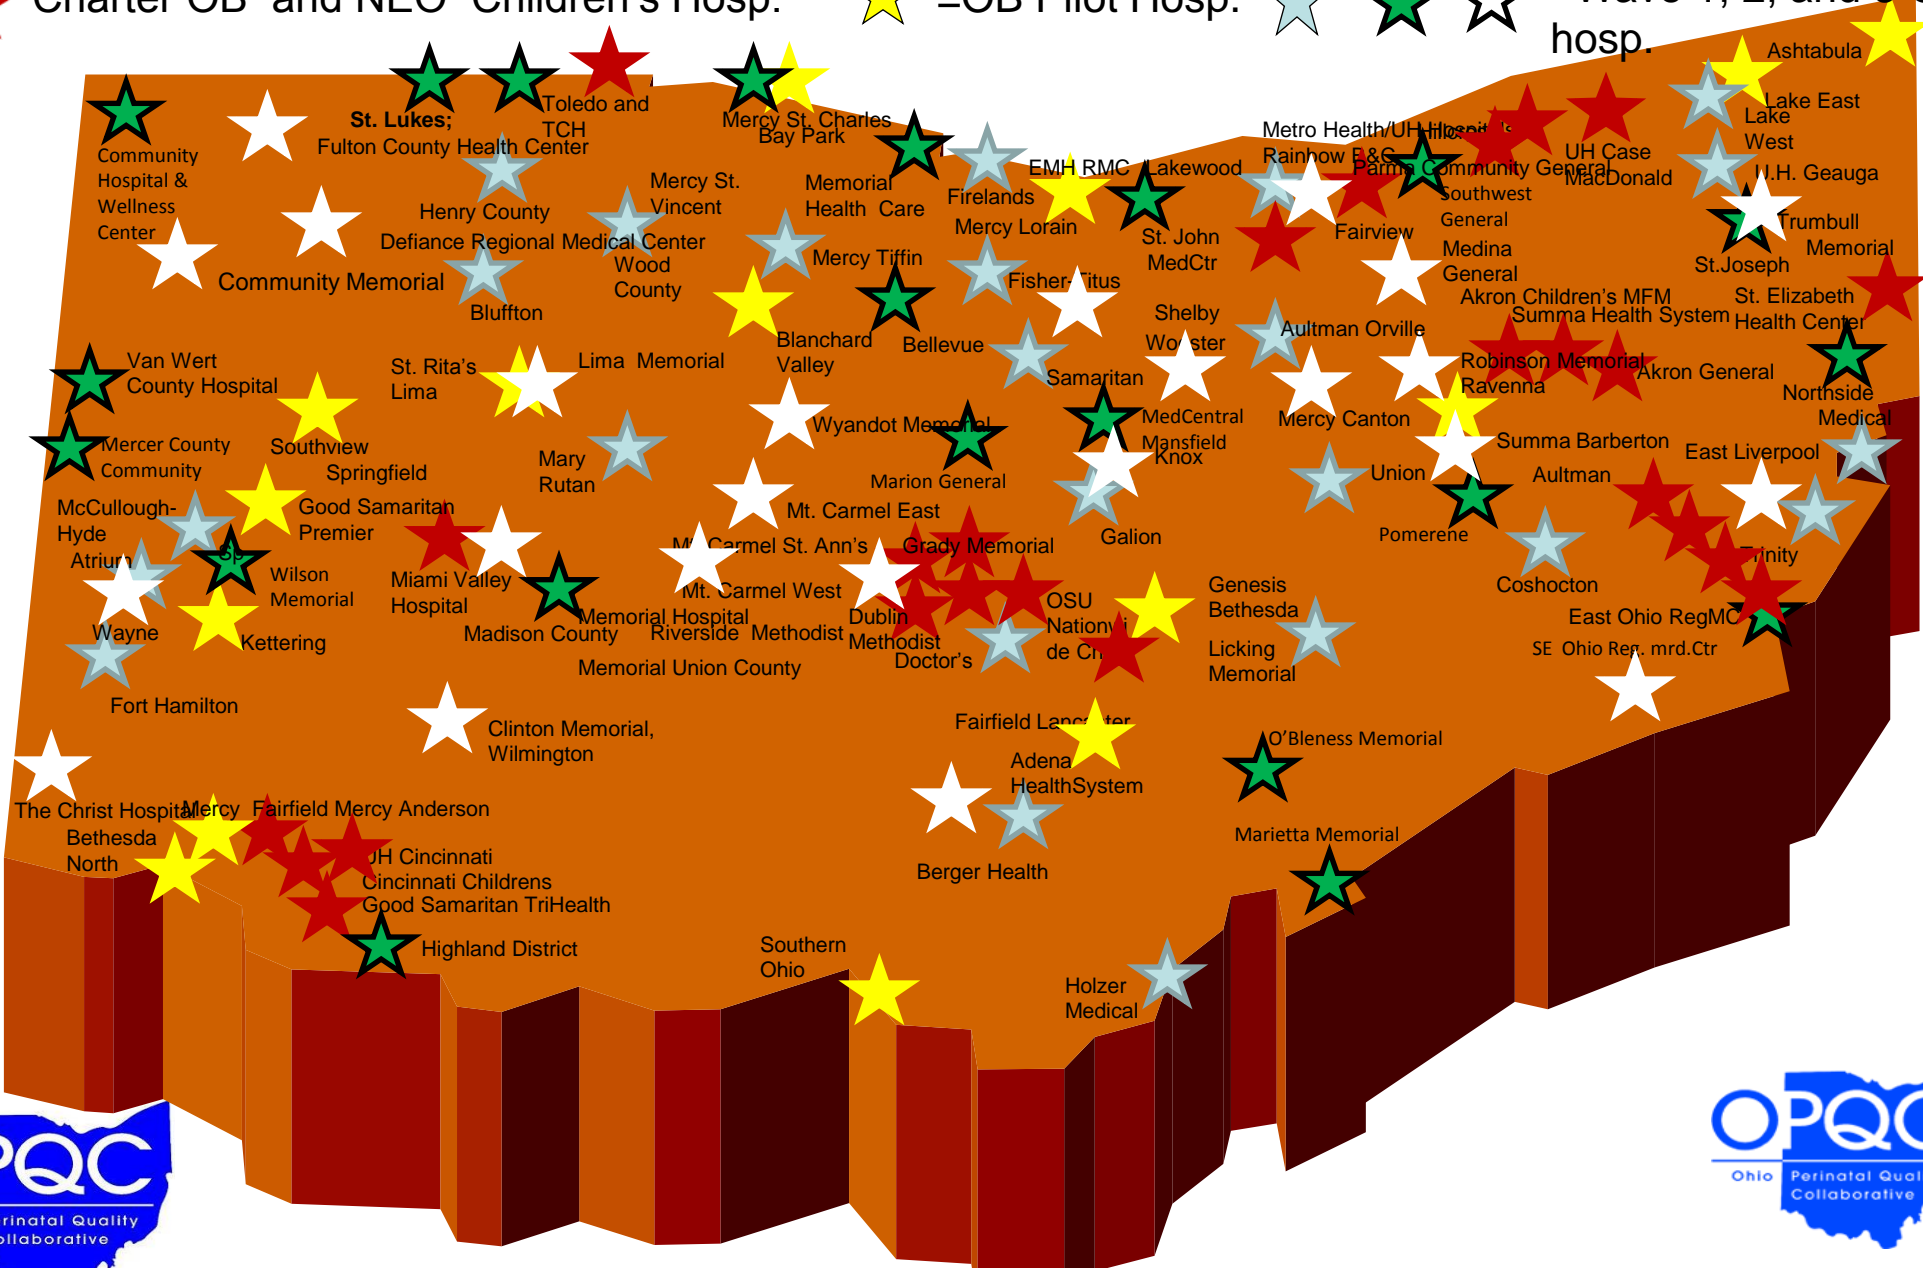 Charter OB and NEO Children's Hosp.
=OB Pilot Hosp.
hosp.
Ashtabula
Lake East
Lake
West
U.H. Geauga
Trumbull
Memorial
St.Joseph
St. Elizabeth
Health Center
Northside
Medical
Community
Hospital &
Wellness
Center
St. Lukes;
Fulton County Health Center
Toledo and
TCH
Mercy St. Charles
Bay Park
Henry County
Mercy St.
Vincent
Defiance Regional Medical Center
Wood
County
Community Memorial
Bluffton
Memorial
Health Care
Mercy Tiffin
Firelands
EMH RMC
Lakewood
Mercy Lorain
St. John
MedCtr
Metro Health/UH
Rainbow B&C
Parma Community General
Southwest
General
UH Case
MacDonald
Fairview
Medina
General
Akron Children's MFM
Summa Health System
Fisher-Titus
Shelby
Wooster
Aultman Orville
Blanchard
Valley
Bellevue
Samaritan
Robinson Memorial
Ravenna
Akron General
Van Wert
County Hospital
St. Rita's
Lima
Lima Memorial
Mercer County
Community
Southview
Springfield
Mary
Rutan
Wyandot Memorial
Marion General
MedCentral
Mansfield
Knox
Galion
Mercy Canton
Union
Summa Barberton
Aultman
East Liverpool
Pomerene
Coshocton
Trinity
East Ohio RegMC
SE Ohio Reg. mrd.Ctr
McCullough-
Hyde
Atrium
Good Samaritan
Premier
Wilson
Memorial
Wayne
Kettering
Fort Hamilton
Miami Valley
Hospital
Madison County
Mt. Carmel East
Mt. Carmel St. Ann's
Grady Memorial
Mt. Carmel West
Memorial Hospital
Riverside Methodist
Memorial Union County
Dublin
Methodist
Doctor's
OSU
Nationwi
de Ch
Genesis
Bethesda
Licking
Memorial
Clinton Memorial,
Wilmington
Fairfield Lancaster
Adena
HealthSystem
Berger Health
O'Bleness Memorial
Marietta Memorial
The Christ Hospital
Mercy Fairfield Mercy Anderson
Bethesda
North
UH Cincinnati
Cincinnati Childrens
Good Samaritan TriHealth
Highland District
Southern
Ohio
Holzer
Medical
PQC
erinatal Quality
ollaborative
OPQC
Ohio Perinatal Qual
Collaborative